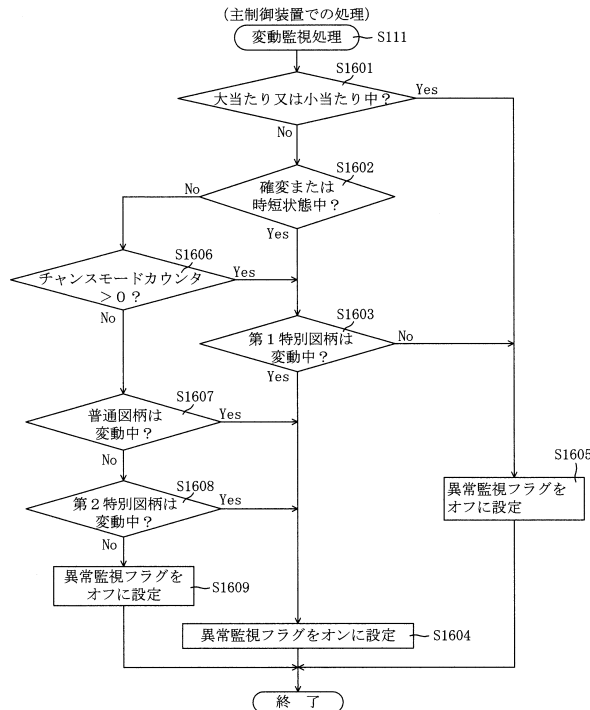 (主制御装置での処理)
変動監視処理
S111
S1601
大当たり又は小当たり中？
Yes
No
S1602
確変または
時短状態中？
No
Yes
S1606
チャンスモードカウンタ
＞０？
Yes
No
S1603
第１特別図柄は
変動中？
No
Yes
S1607
普通図柄は
変動中？
Yes
No
S1608
第２特別図柄は
変動中？
Yes
No
S1605
異常監視フラグを
オフに設定
異常監視フラグを
オフに設定
S1609
異常監視フラグをオンに設定
S1604
終　了